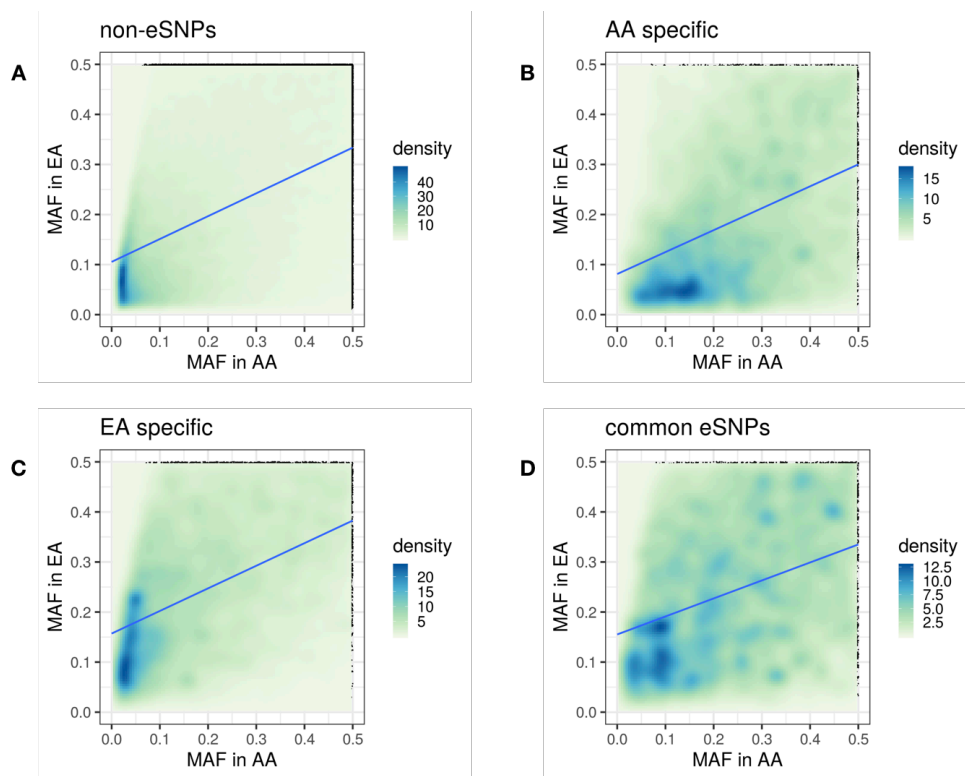 non-eSNPs
A
0.5
0.4
0.3
0.2
0.1
0.0
MAF in EA
0.0 0.1 0.2 0.3 0.4 0.5
MAF in AA
density
40
30
20
10
AA specific
B
0.5
0.4
0.3
0.2
0.1
0.0
MAF in EA
0.0 0.1 0.2 0.3 0.4 0.5
MAF in AA
density
15
10
5
EA specific
C
0.5
0.4
0.3
0.2
0.1
0.0
MAF in EA
0.0 0.1 0.2 0.3 0.4 0.5
MAF in AA
density
20
15
10
5
common eSNPs
D
0.5
0.4
0.3
0.2
0.1
0.0
MAF in EA
0.0 0.1 0.2 0.3 0.4 0.5
MAF in AA
density
12.5
10.0
7.5
5.0
2.5